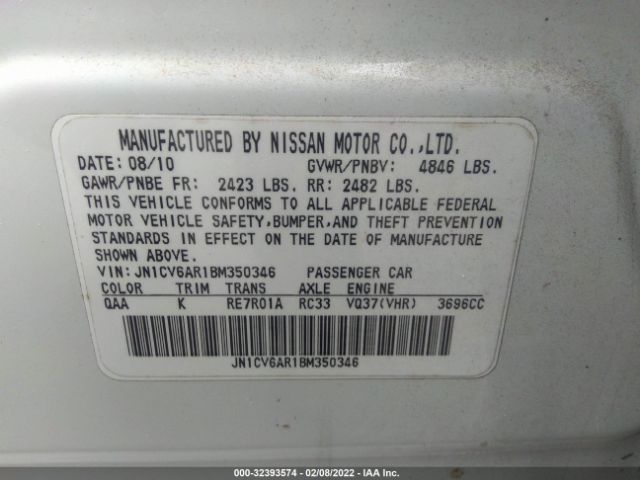 MANUFACTURED BY NISSAN MOTOR CO.,LTD.
DATE: 08/10 GVWR/PNBV: 4846 LBS.
GAWR/PNBE FR: 2423 LBS. RR: 2482 LBS.
THIS VEHICLE CONFORMS TO ALL APPLICABLE FEDERAL
MOTOR VEHICLE SAFETY,BUMPER,AND THEFT PREVENTION
STANDARDS IN EFFECT ON THE DATE OF MANUFACTURE
SHOWN ABOVE.
VIN: JN1CV6AR1BM350346 PASSENGER CAR
COLOR TRIM TRANS AXLE ENGINE
QAA K RE7R01A RC33 VQ37(VHR) 3696CC
JN1CV6AR1BM350346
000-32393574 - 02/08/2022 - IAA Inc.